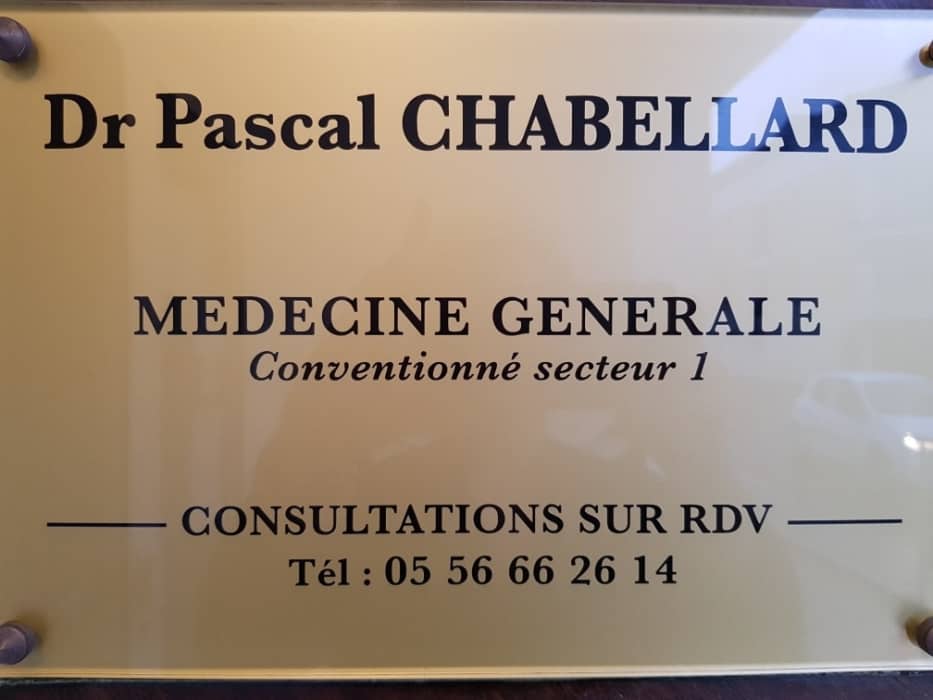 Dr Pascal CHABELLARD
MEDECINE GENERALE
Conventionné secteur 1
CONSULTATIONS SUR RDV
Tél : 05 56 66 26 14